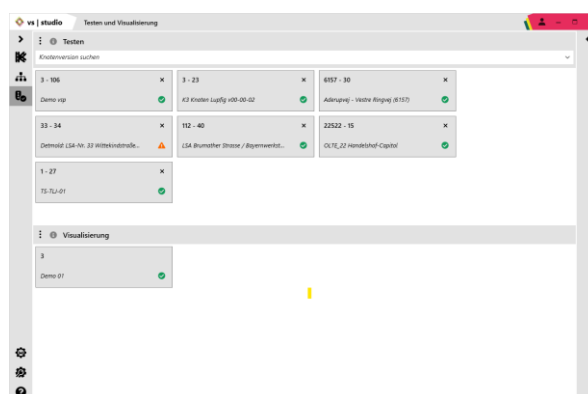 vs | studio Testen und Visualisierung
Testen
Knotenversion suchen
3 - 106
Demo vsp
3 - 23
K3 Knoten Lupfig v00-00-02
6157 - 30
Aderupvej - Vestre Ringvej (6157)
33 - 34
Detmold: LSA-Nr. 33 Wittekindstraße...
112 - 40
LSA Brumather Strasse / Bayernwerkst...
22522 - 15
OLTE_22 Handelshof-Capitol
1 - 27
TS-TLJ-01
Visualisierung
3
Demo 01